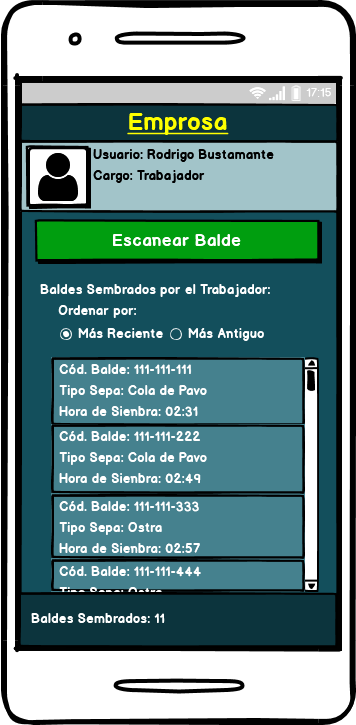 17:15
Emprosa
Usuario: Rodrigo Bustamante
Cargo: Trabajador
Escanear Balde
Baldes Sembrados por el Trabajador:
Ordenar por:
Más Reciente Más Antiguo
Cód. Balde: 111-111-111
Tipo Sepa: Cola de Pavo
Hora de Sienbra: 02:31
Cód. Balde: 111-111-222
Tipo Sepa: Cola de Pavo
Hora de Sienbra: 02:49
Cód. Balde: 111-111-333
Tipo Sepa: Ostra
Hora de Sienbra: 02:57
Cód. Balde: 111-111-444
Tipo Sepa: Ostra
Baldes Sembrados: 11